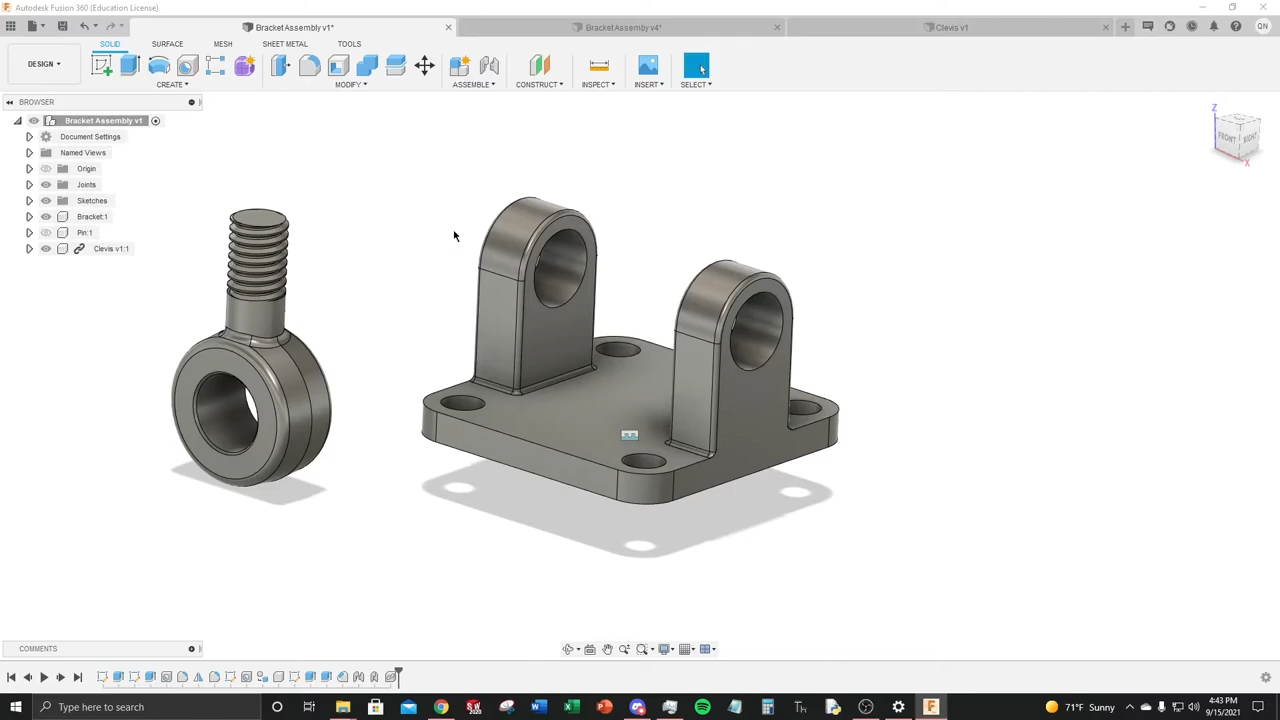 Autodesk Fusion 360 (Education License)
Bracket Assembly v1*
Bracket Assembly v4*
Clevis v1
QN
SOLID
SURFACE
MESH
SHEET METAL
TOOLS
DESIGN
CREATE
MODIFY
ASSEMBLE
CONSTRUCT
INSPECT
INSERT
SELECT
BROWSER
Bracket Assembly v1
Document Settings
Named Views
Origin
Joints
Sketches
Bracket:1
Pin:1
Clevis v1:1
Z
FRONT
RIGHT
X
COMMENTS
Type here to search
71°F Sunny
4:43 PM
9/15/2021